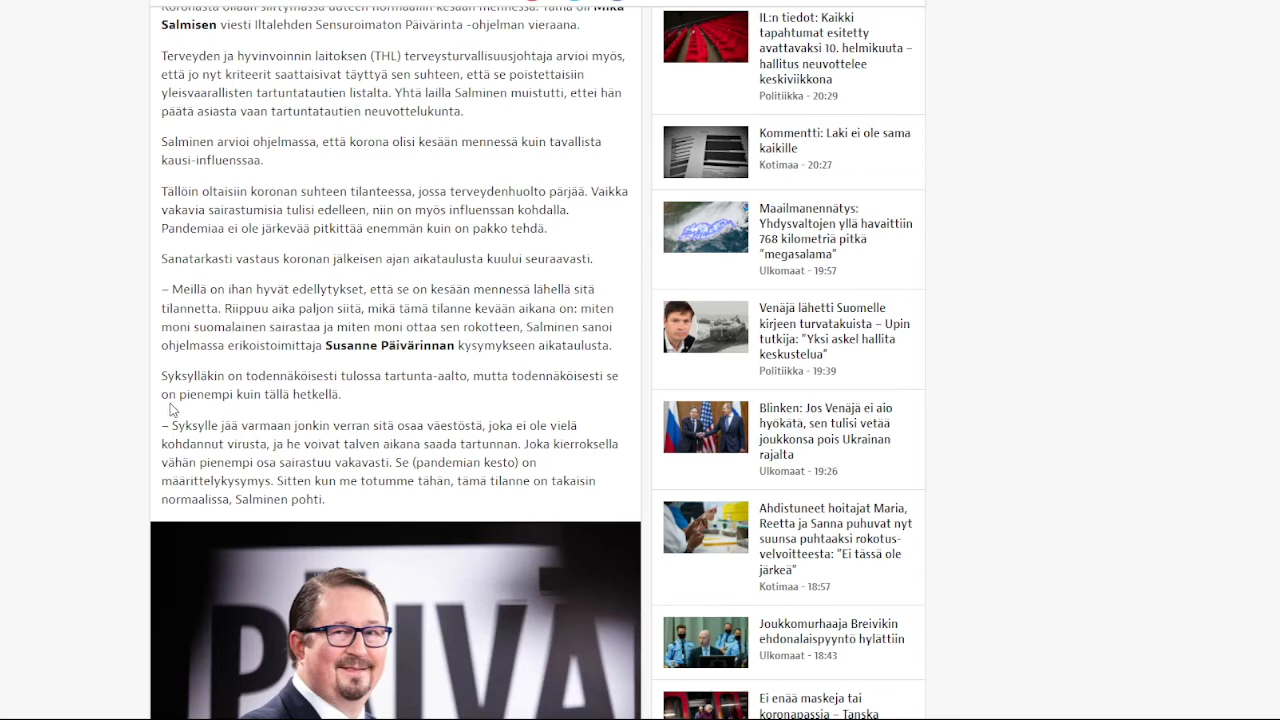 koronasta ollaan siirtymässä uuteen normaaliin kesään mennessä. Tämä oli Mika
Salmisen viesti Iltalehden Sensuroimaton Päivärinta -ohjelman vieraana.
Terveyden ja hyvinvoinnin laitoksen (THL) terveysturvallisuusjohtaja arvioi myös,
että jo nyt kriteerit saattaisivat täyttyä sen suhteen, että se poistettaisiin
yleisvaarallisten tartuntatautien listalta. Yhtä lailla Salminen muistutti, ettei hän
päätä asiasta vaan tartuntatautien neuvottelukunta.
Salminen arvioi ohjelmassa, että korona olisi kesään mennessä kuin tavallista
kausi-influenssaa.
Tällöin oltaisiin koronan suhteen tilanteessa, jossa terveydenhuolto pärjää. Vaikka
vakavia sairastumisia tulisi edelleen, niin on myös influenssan kohdalla.
Pandemiaa ei ole järkevää pitkittää enemmän kuin on pakko tehdä.
Sanatarkasti vastaus koronan jälkeisen ajan aikataulusta kuului seuraavasti.
– Meillä on ihan hyvät edellytykset, että se on kesään mennessä lähellä sitä
tilannetta. Riippuu aika paljon siitä, mikä tämä tilanne kevään aikana on: miten
moni suomalainen sairastaa ja miten moni ottaa sen rokotteen, Salminen sanoi
ohjelmassa erikoistoimittaja Susanne Päivärinnan kysymykseen aikataulusta.
Syksylläkin on todennäköisesti tulossa tartunta-aalto, mutta todennäköisesti se
on pienempi kuin tällä hetkellä.
– Syksylle jää varmaan jonkin verran sitä osaa väestöstä, joka ei ole vielä
kohdannut virusta, ja he voivat talven aikana saada tartunnan. Joka kierroksella
vähän pienempi osa sairastuu vakavasti. Se (pandemian kesto) on
määrittelykysymys. Sitten kun me totumme tähän, tämä tilanne on takaisin
normaalissa, Salminen pohti.
IL:n tiedot: Kaikki
tapahtumat esitetty
avattavaksi 10. helmikuuta –
hallitus neuvottelee
keskiviikkona
Politiikka - 20:29
Kommentti: Laki ei ole sama
kaikille
Kotimaa - 20:27
Maailmanennätys:
Yhdysvaltojen yllä havaittiin
768 kilometriä pitkä
”megasalama”
Ulkomaat - 19:57
Venäjä lähetti Suomelle
kirjeen turvatakuista – Upin
tutkija: ”Yksi askel hallita
keskustelua”
Politiikka - 19:39
Blinken: Jos Venäjä ei aio
hyökätä, sen tulisi vetää
joukkonsa pois Ukrainan
rajalta
Ulkomaat - 19:26
Ahdistuneet hoitajat Maria,
Reetta ja Sanna puhuvat nyt
suunsa puhtaaksi rokotus-
velvoitteesta: ”Ei tässä ole
järkeä”
Kotimaa - 18:57
Joukkomurhaaja Breivikin
ehdonalaispyyntö hylättiin
Ulkomaat - 18:43
Ei enää maskeja tai
koronapassia – Tanska